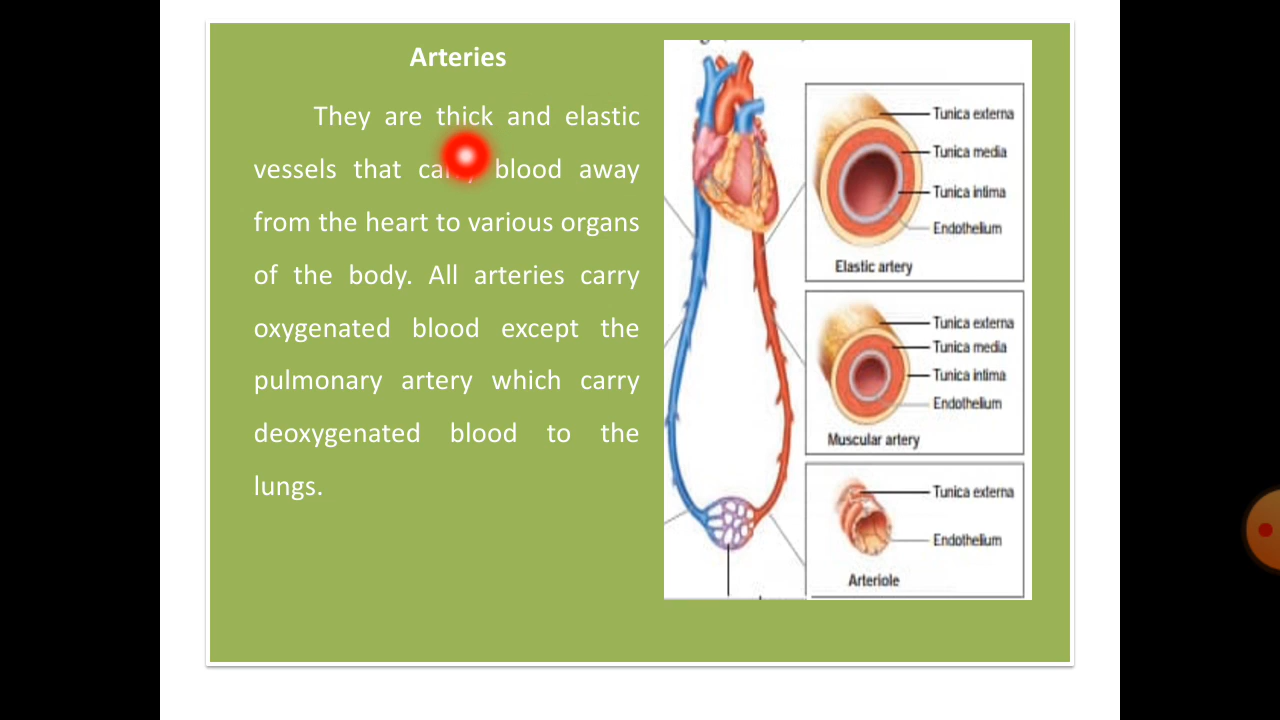 Arteries
They are thick and elastic
vessels that blood away
from the heart to various organs
of the body. All arteries carry
oxygenated blood except the
pulmonary artery which carry
deoxygenated blood to the
lungs.
Tunica externa
Tunica media
Tunica intima
Endothelium
Elastic artery
Tunica externa
Tunica media
Tunica intima
Endothelium
Muscular artery
Tunica externa
Endothelium
Arteriole